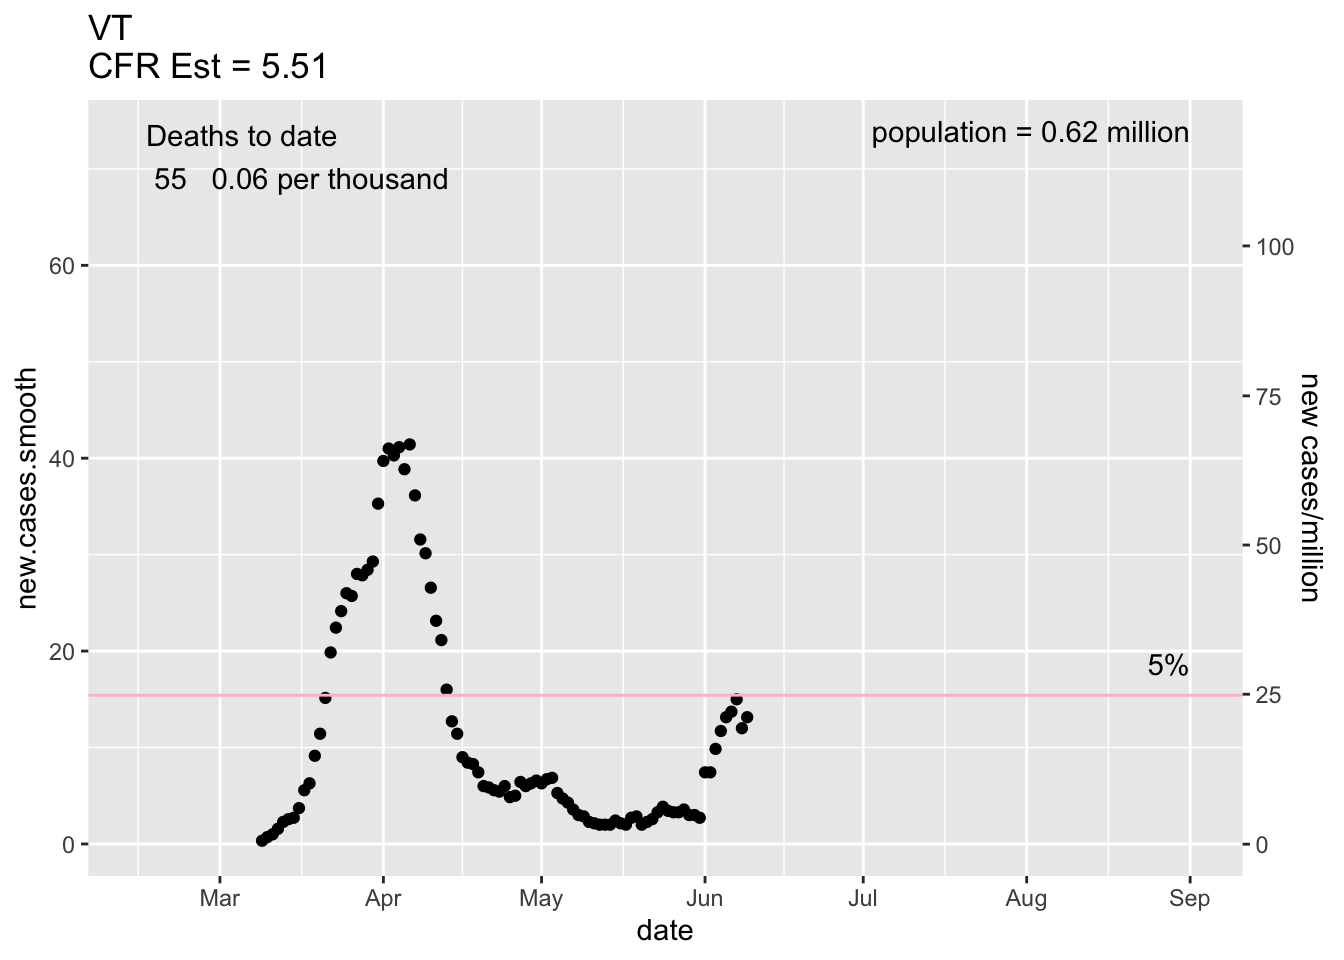 VT
CFR Est = 5.51
Deaths to date
55 0.06 per thousand
population = 0.62 million
60
40
20
0
new.cases.smooth
100
75
50
25
0
new cases/million
5%
Mar Apr May Jun Jul Aug Sep
date